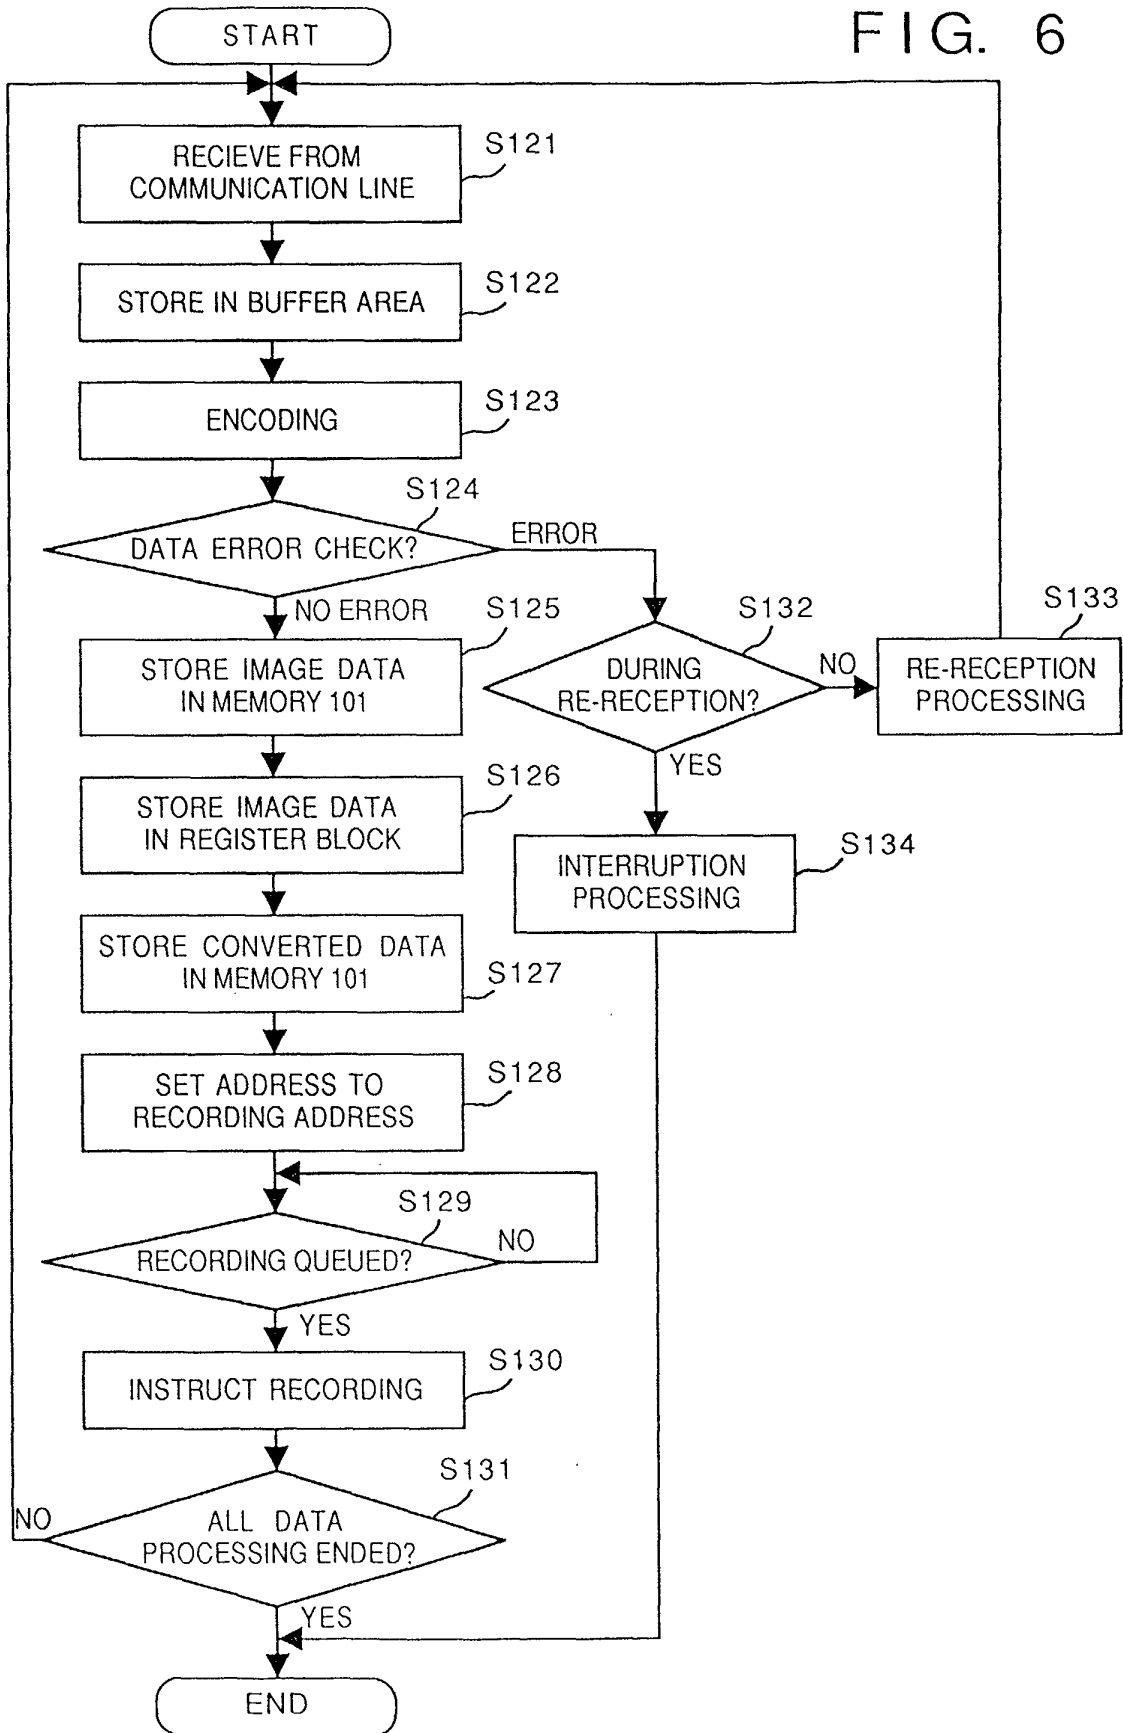 FIG. 6
START
RECIEVE FROM
COMMUNICATION LINE
S121
STORE IN BUFFER AREA
S122
ENCODING
S123
DATA ERROR CHECK?
S124
ERROR
NO ERROR
STORE IMAGE DATA
IN MEMORY 101
S125
DURING
RE-RECEPTION?
S132
NO
YES
RE-RECEPTION
PROCESSING
S133
STORE IMAGE DATA
IN REGISTER BLOCK
S126
INTERRUPTION
PROCESSING
S134
STORE CONVERTED DATA
IN MEMORY 101
S127
SET ADDRESS TO
RECORDING ADDRESS
S128
RECORDING QUEUED?
S129
NO
YES
INSTRUCT RECORDING
S130
ALL DATA
PROCESSING ENDED?
S131
NO
YES
END